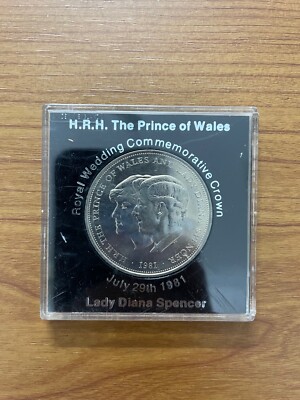 H.R.H. The Prince of Wales
Royal Wedding Commemorative Crown
H.R.H. THE PRINCE OF WALES AND SPENCER
1981
July 29th 1981
Lady Diana Spencer